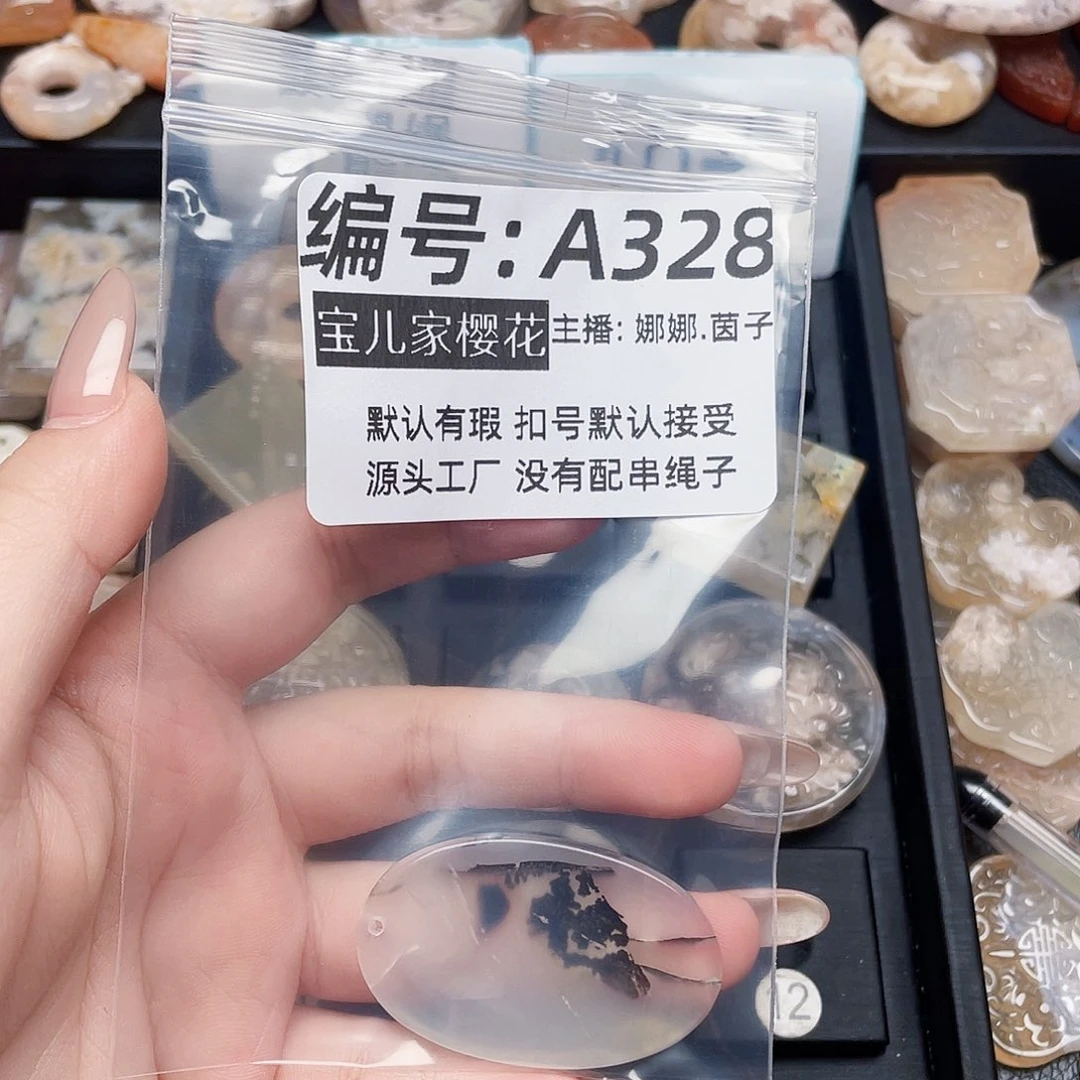 编号:A328
宝儿家樱花主播: 娜娜.茵子
默认有瑕 扣号默认接受
源头工厂 没有配串绳子
12